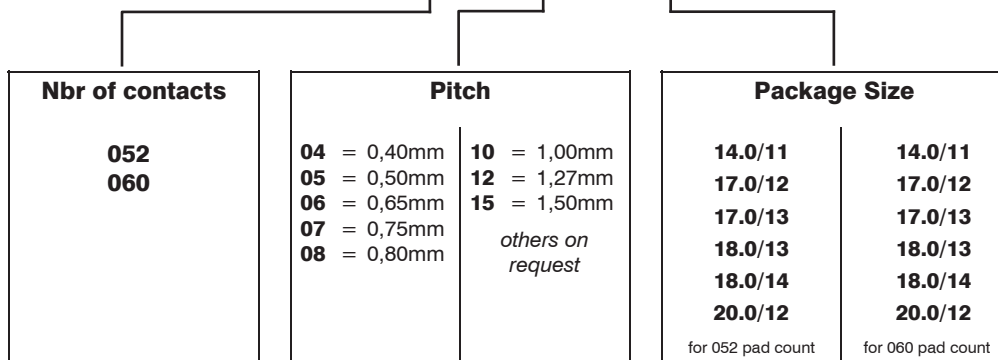 Nbr of contacts
052
060
Pitch
04 = 0,40mm
05 = 0,50mm
06 = 0,65mm
07 = 0,75mm
08 = 0,80mm
10 = 1,00mm
12 = 1,27mm
15 = 1,50mm
others on
request
Package Size
14.0/11
17.0/12
17.0/13
18.0/13
18.0/14
20.0/12
for 052 pad count
14.0/11
17.0/12
17.0/13
18.0/13
18.0/14
20.0/12
for 060 pad count